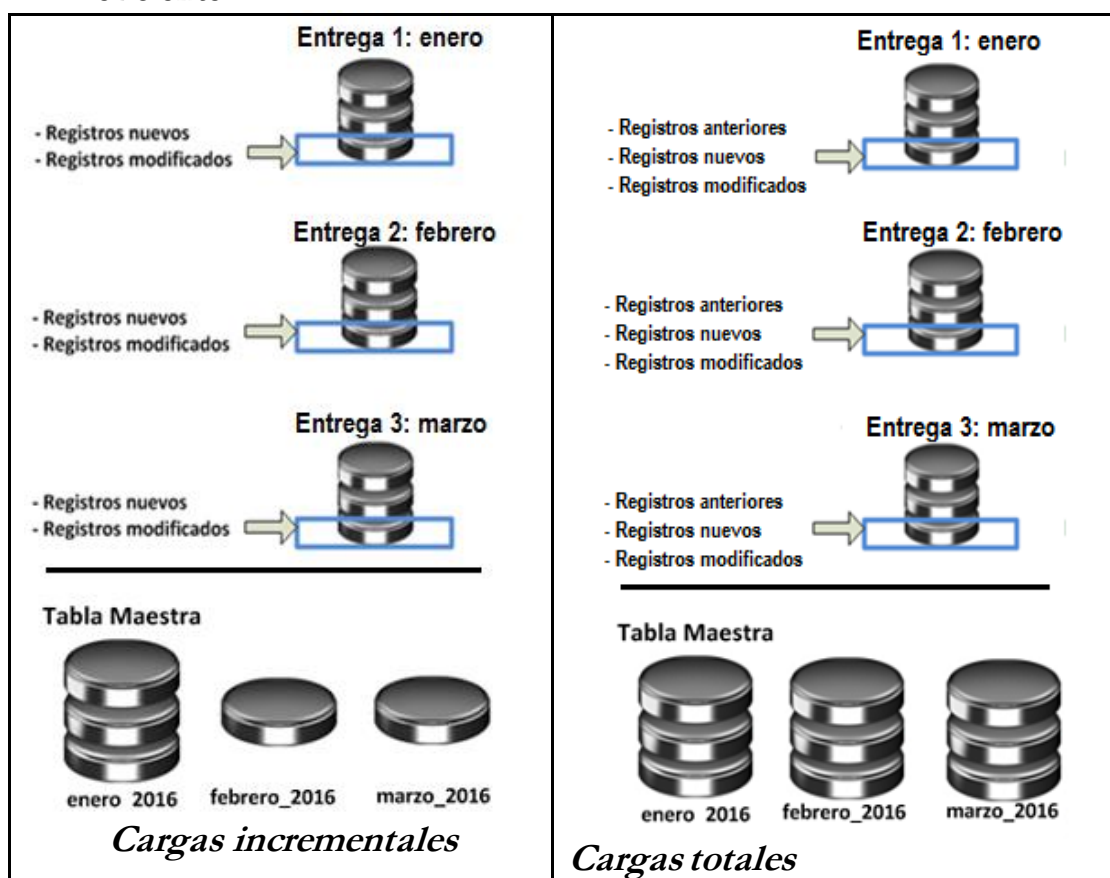 Entrega 1: enero
- Registros nuevos
- Registros modificados
Entrega 2: febrero
- Registros nuevos
- Registros modificados
Entrega 3: marzo
- Registros nuevos
- Registros modificados
Tabla Maestra
enero 2016
febrero_2016
marzo_2016
Cargas incrementales
Entrega 1: enero
- Registros anteriores
- Registros nuevos
- Registros modificados
Entrega 2: febrero
- Registros anteriores
- Registros nuevos
- Registros modificados
Entrega 3: marzo
- Registros anteriores
- Registros nuevos
- Registros modificados
Tabla Maestra
enero 2016
febrero_2016
marzo_2016
Cargas totales